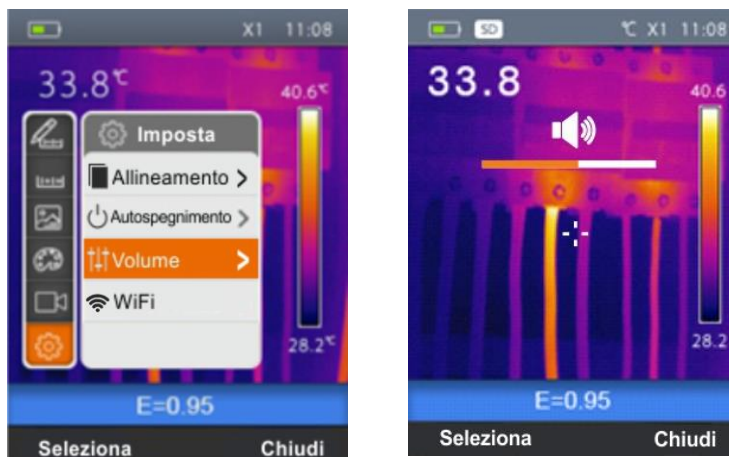 X1 11:08
33.8℃
40.6℃
Imposta
Allineamento >
Autospegnimento >
Volume >
WiFi
28.2℃
E=0.95
Seleziona Chiudi
SD ℃ X1 11:08
33.8
40.6
28.2
E=0.95
Seleziona Chiudi